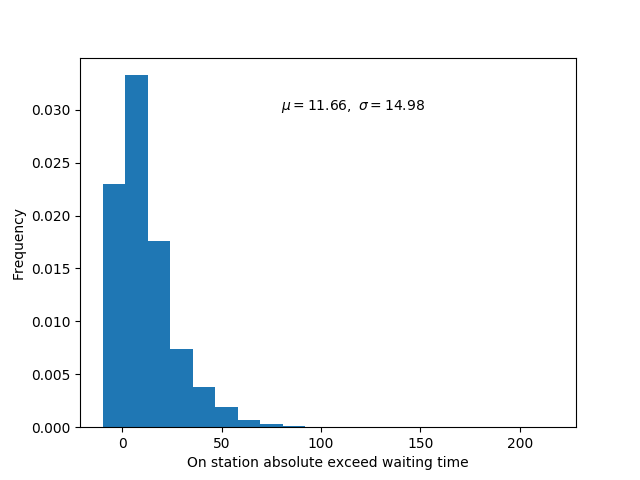 μ = 11.66, σ = 14.98
0.030
0.025
0.020
0.015
0.010
0.005
0.000
Frequency
0 50 100 150 200
On station absolute exceed waiting time